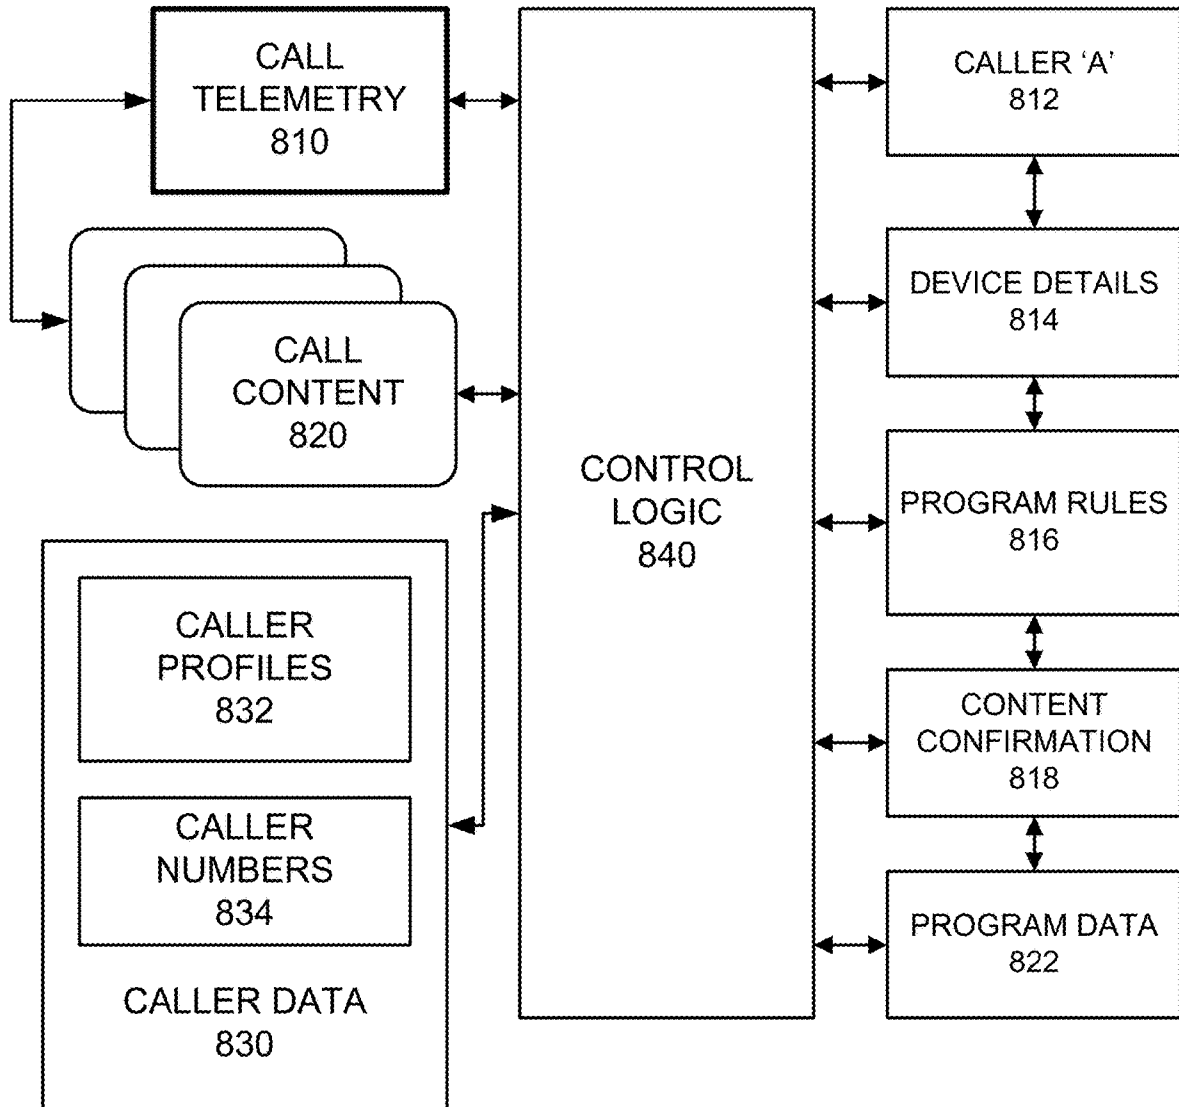 CALL
TELEMETRY
810
CALL
CONTENT
820
CALLER
PROFILES
832
CALLER
NUMBERS
834
CALLER DATA
830
CONTROL
LOGIC
840
CALLER ‘A’
812
DEVICE DETAILS
814
PROGRAM RULES
816
CONTENT
CONFIRMATION
818
PROGRAM DATA
822